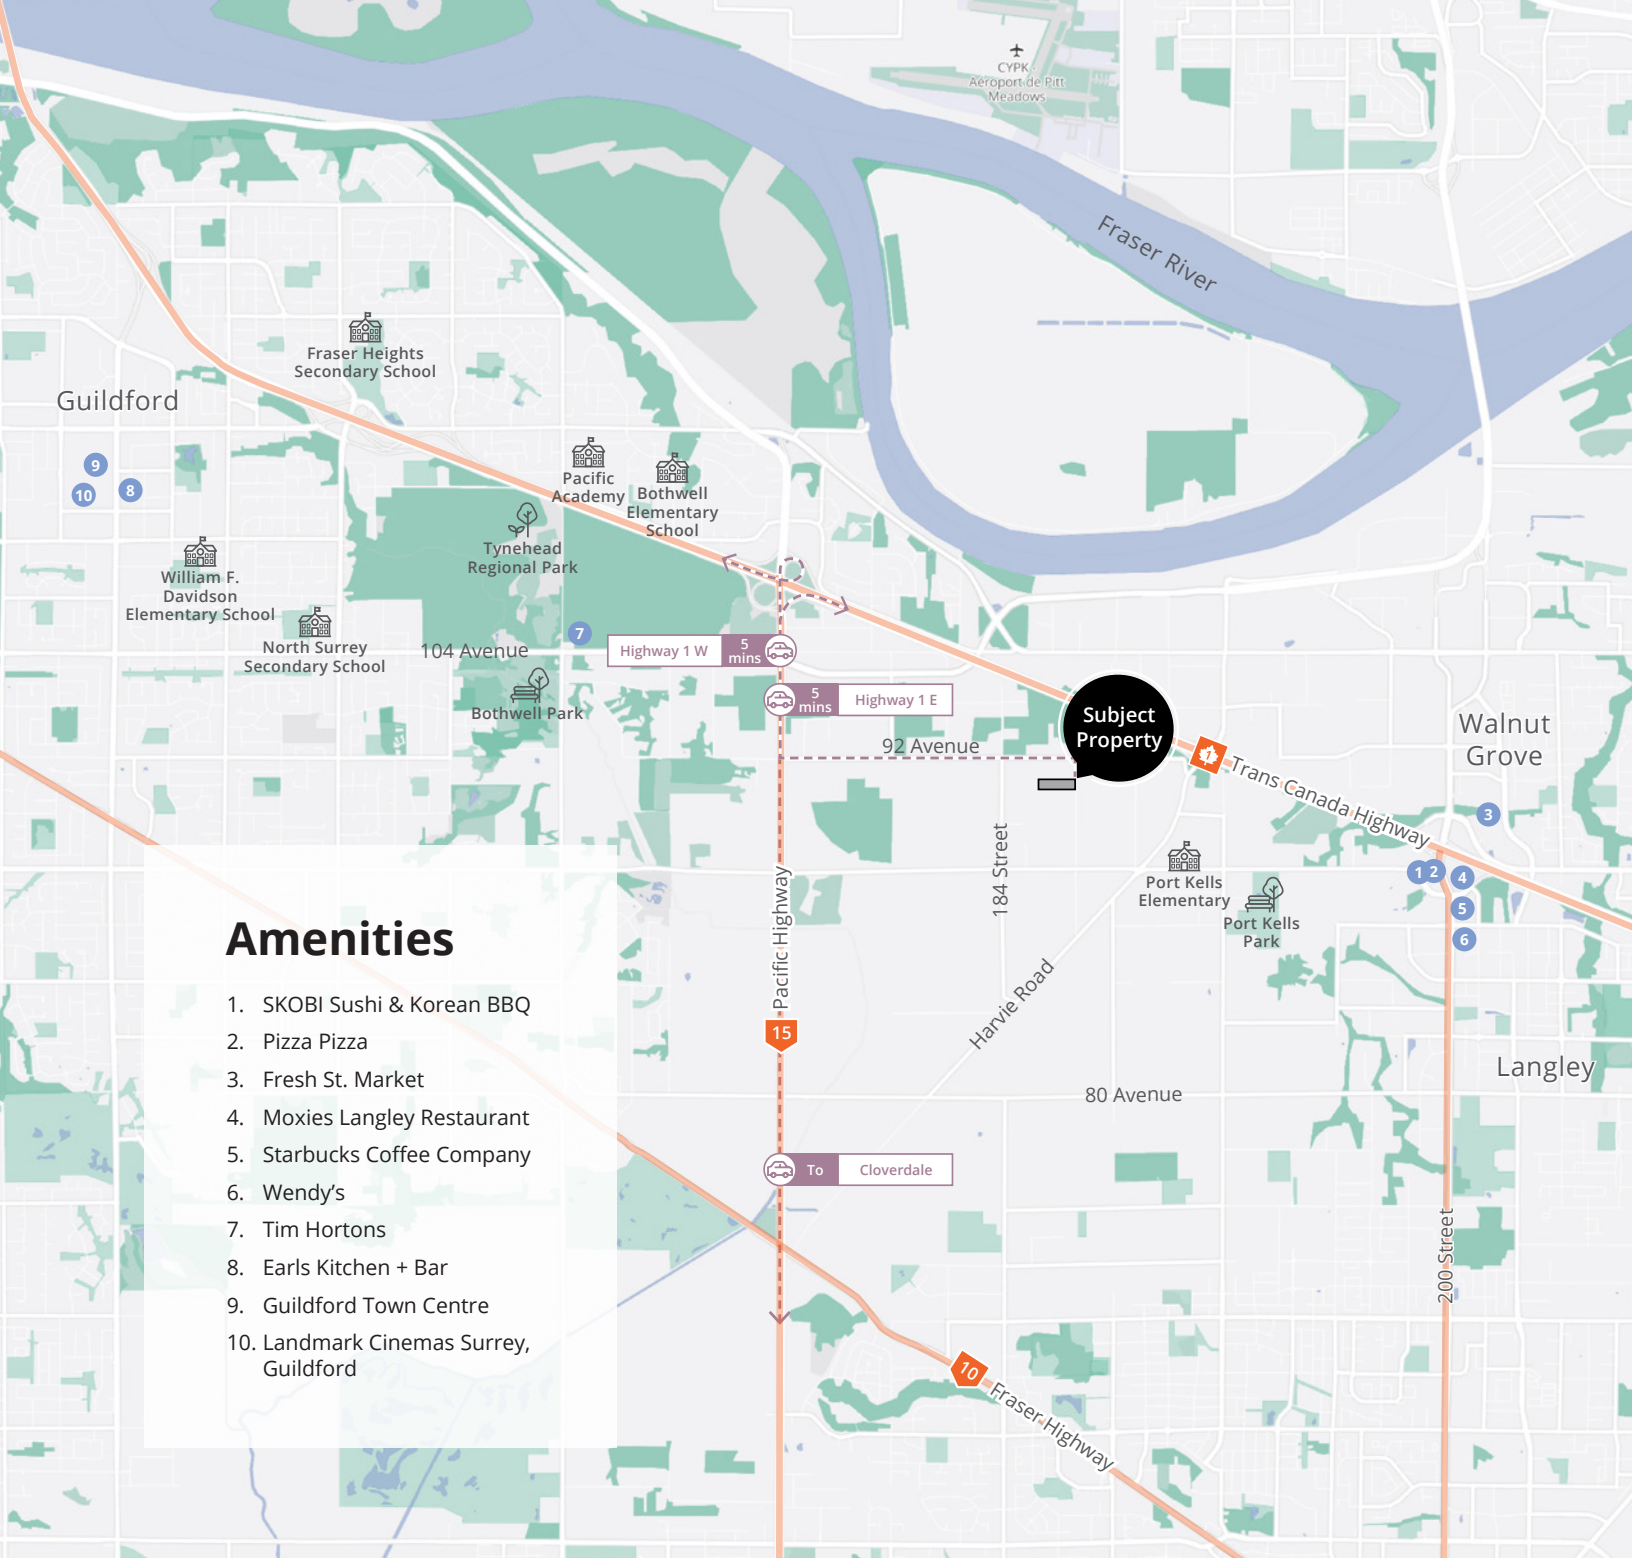 CYPK -
Aéroport de Pitt
Meadows
Fraser River
Fraser Heights
Secondary School
Guildford
9
10
8
Pacific
Academy
Bothwell
Elementary
School
Tynehead
Regional Park
William F.
Davidson
Elementary School
North Surrey
Secondary School
104 Avenue
7
Highway 1 W
5
mins
5
mins
Highway 1 E
Bothwell Park
92 Avenue
Subject
Property
1
Trans Canada Highway
Walnut
Grove
3
1
2
4
5
6
184 Street
Port Kells
Elementary
Port Kells
Park
Pacific Highway
15
Harvie Road
Langley
80 Avenue
To
Cloverdale
200 Street
10
Fraser Highway
Amenities
1. SKOBI Sushi & Korean BBQ
2. Pizza Pizza
3. Fresh St. Market
4. Moxies Langley Restaurant
5. Starbucks Coffee Company
6. Wendy’s
7. Tim Hortons
8. Earls Kitchen + Bar
9. Guildford Town Centre
10. Landmark Cinemas Surrey,
Guildford